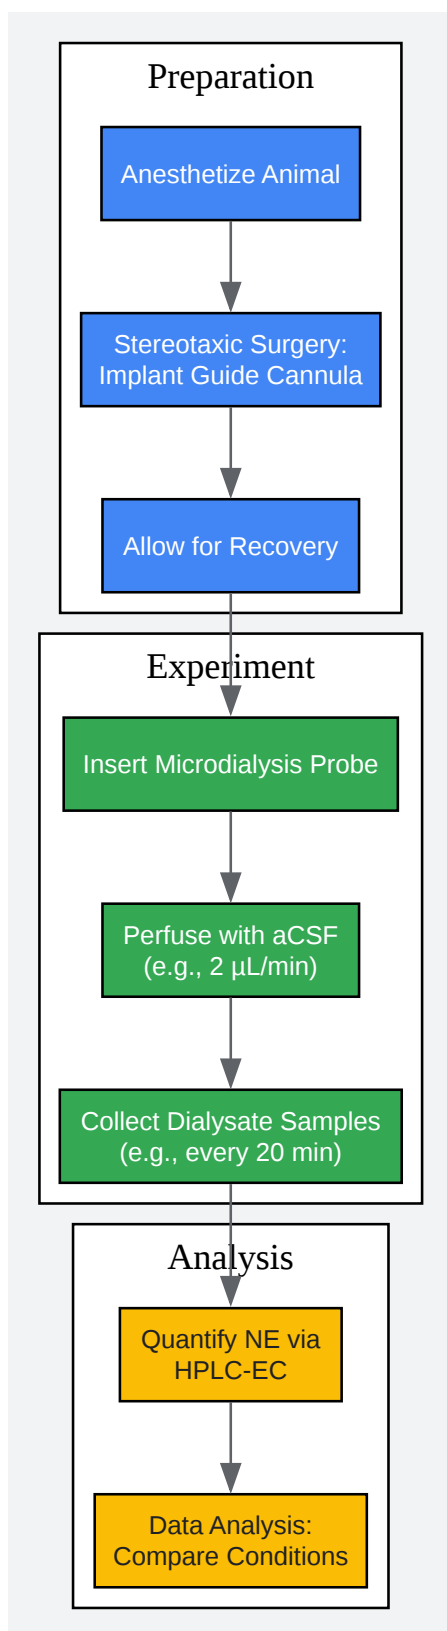 Preparation
Anesthetize Animal
Stereotaxic Surgery:
Implant Guide Cannula
Allow for Recovery
Experiment
Insert Microdialysis Probe
Perfuse with aCSF
(e.g., 2 µL/min)
Collect Dialysate Samples
(e.g., every 20 min)
Analysis
Quantify NE via
HPLC-EC
Data Analysis:
Compare Conditions